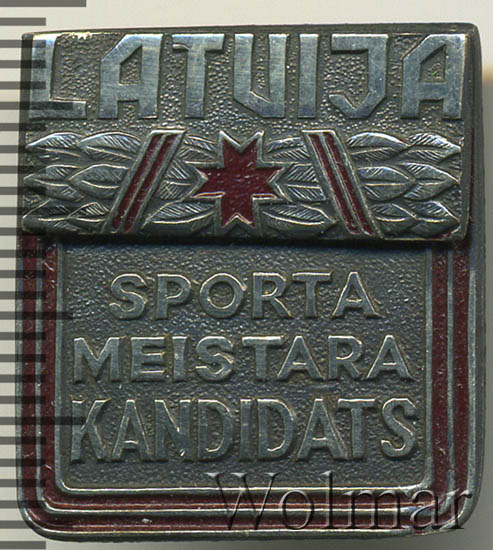 LATVIJA
SPORTA
MEISTARA
KANDIDATS
Wolmar